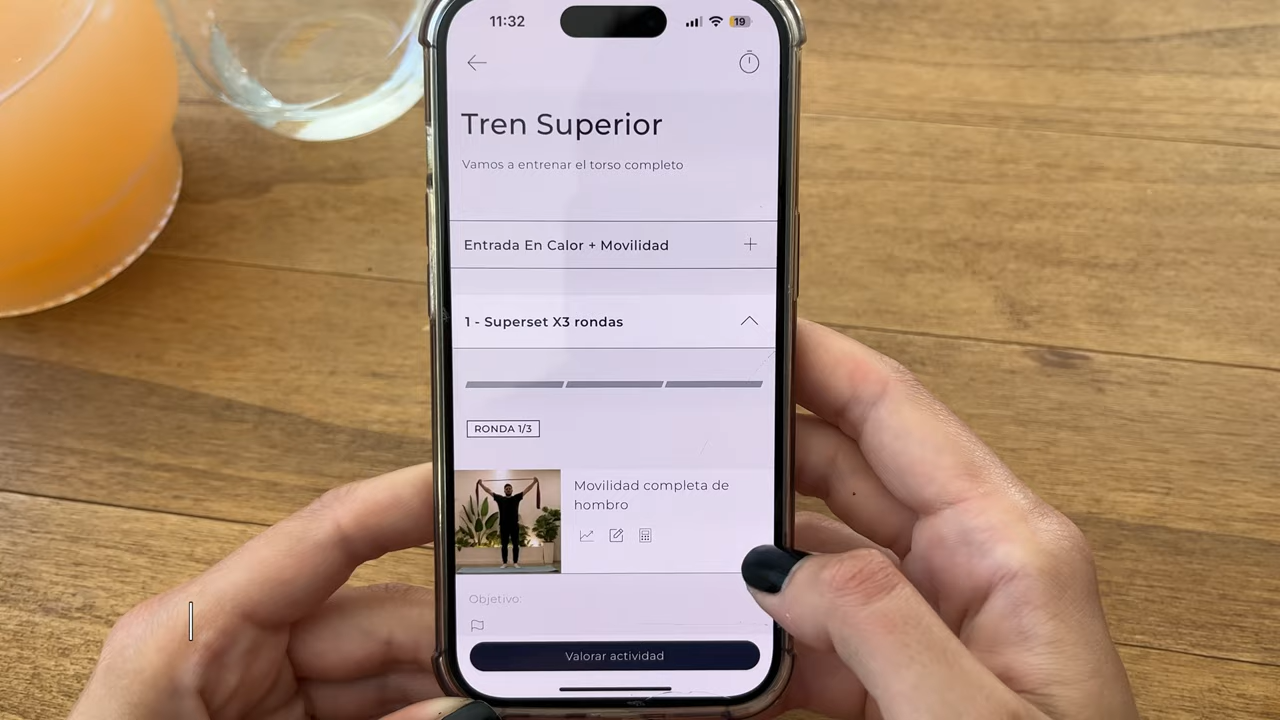 11:32
19
Tren Superior
Vamos a entrenar el torso completo
Entrada En Calor + Movilidad
1 - Superset X3 rondas
RONDA 1/3
Movilidad completa de
hombro
Objetivo:
Valorar actividad